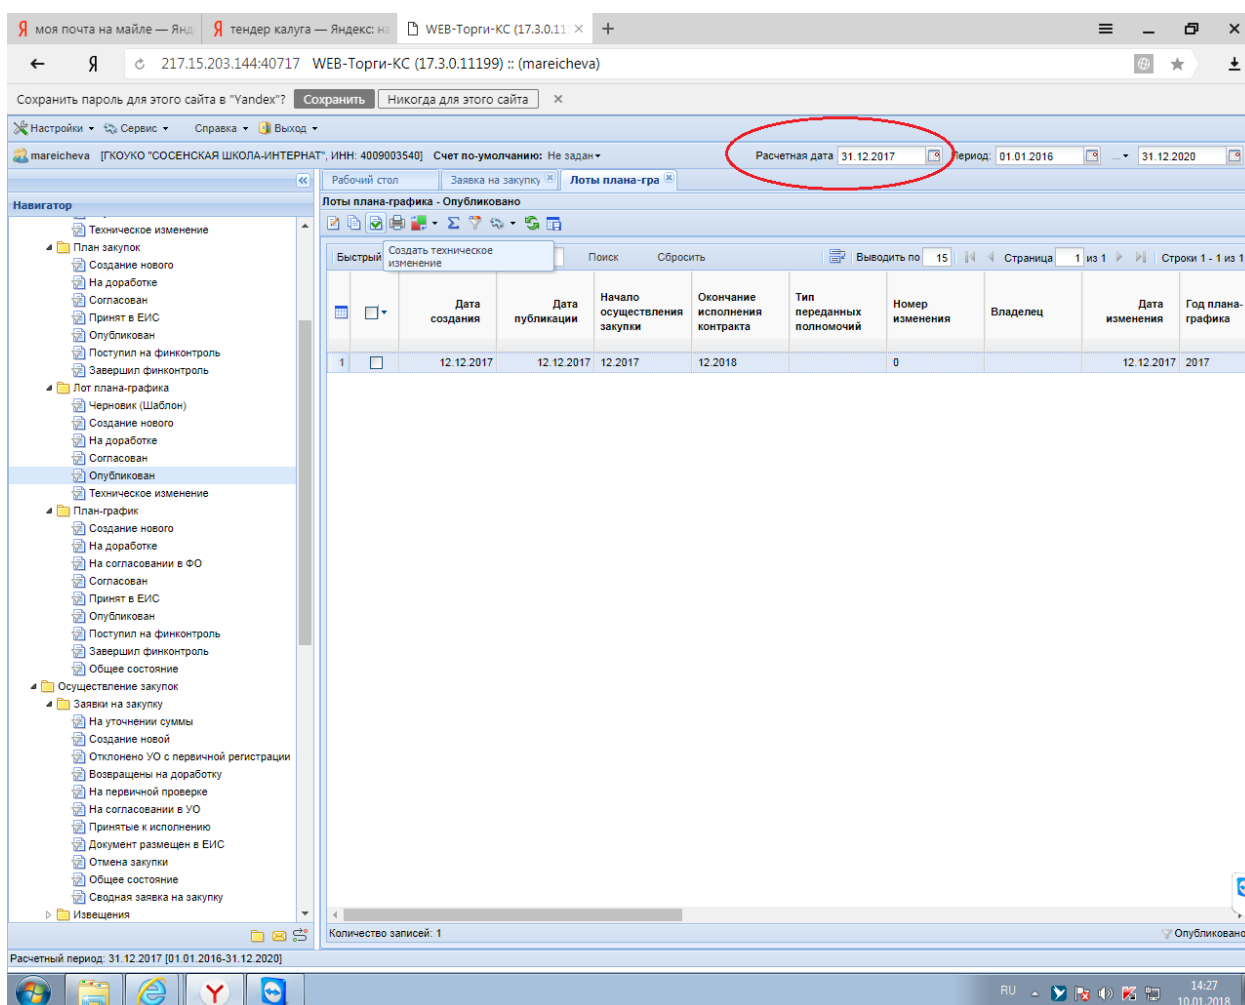 моя почта на майле — Янд
тендер калуга — Яндекс: на
WEB-Торги-КС (17.3.0.11
217.15.203.144:40717 WEB-Торги-КС (17.3.0.11199) :: (mareicheva)
Сохранить пароль для этого сайта в "Yandex"? Сохранить Никогда для этого сайта
Настройки Сервис Справка Выход
mareicheva [ГКОУКО "СОСЕНСКАЯ ШКОЛА-ИНТЕРНАТ", ИНН: 4009003540] Счет по-умолчанию: Не задан Расчетная дата 31.12.2017 Период: 01.01.2016 ... 31.12.2020
Рабочий стол Заявка на закупку Лоты плана-гра
Навигатор
Лоты плана-графика - Опубликовано
Техническое изменение
План закупок
Создание нового
На доработке
Согласован
Принят в ЕИС
Опубликован
Поступил на финконтроль
Завершил финконтроль
Лот плана-графика
Черновик (Шаблон)
Создание нового
На доработке
Согласован
Опубликован
Техническое изменение
План-график
Создание нового
На доработке
На согласовании в ФО
Согласован
Принят в ЕИС
Опубликован
Поступил на финконтроль
Завершил финконтроль
Общее состояние
Осуществление закупок
Заявки на закупку
На уточнении суммы
Создание новой
Отклонено УО с первичной регистрации
Возвращены на доработку
На первичной проверке
На согласовании в УО
Принятые к исполнению
Документ размещен в ЕИС
Отмена закупки
Общее состояние
Сводная заявка на закупку
Извещения
Быстрый Поиск Сбросить Выводить по 15 Страница 1 из 1 Строки 1 - 1 из 1
Создать техническое
изменение
Дата
создания
Дата
публикации
Начало
осуществления
закупки
Окончание
исполнения
контракта
Тип
переданных
полномочий
Номер
изменения
Владелец
Дата
изменения
Год плана-
графика
1 12.12.2017 12.12.2017 12.2017 12.2018 0 12.12.2017 2017
Количество записей: 1 Опубликовано
Расчетный период: 31.12.2017 [01.01.2016-31.12.2020]
RU 14:27
10.01.2018